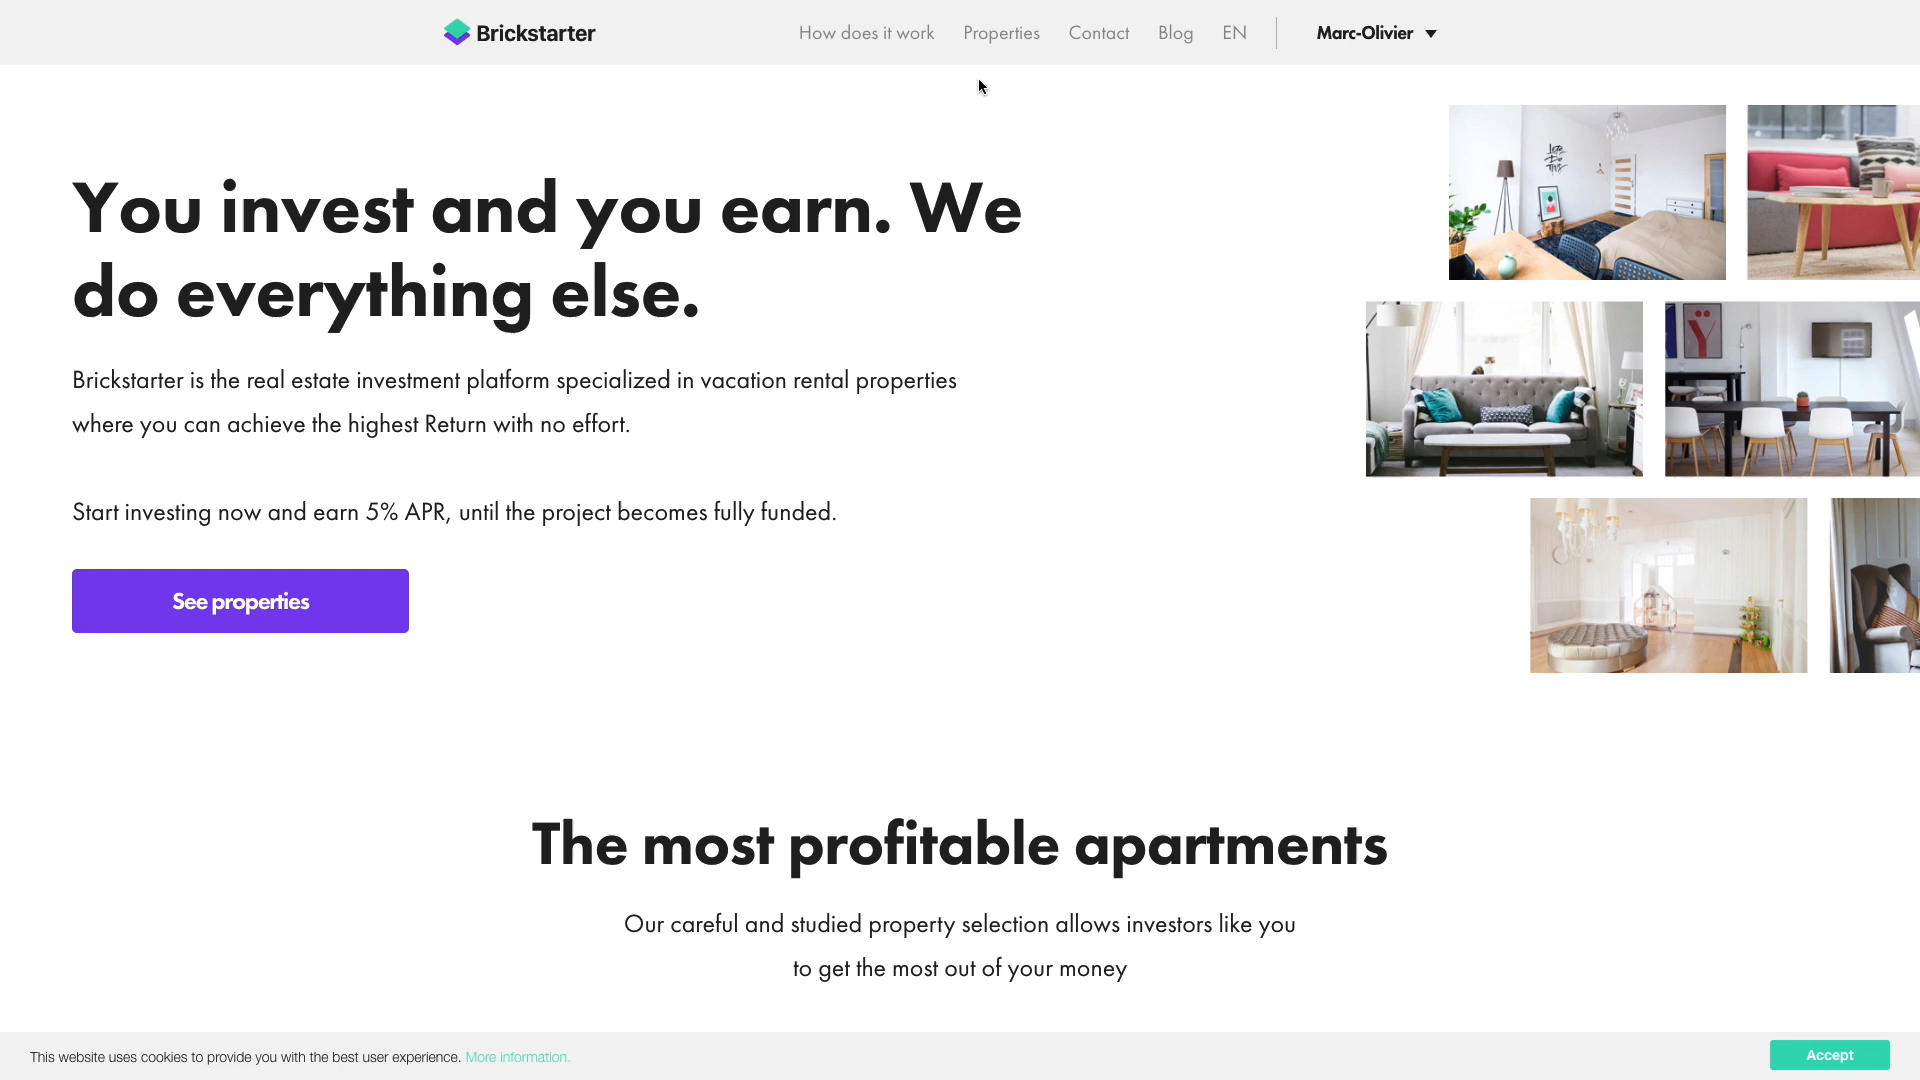 Brickstarter
How does it work
Properties
Contact
Blog
EN
Marc-Olivier
You invest and you earn. We
do everything else.
Brickstarter is the real estate investment platform specialized in vacation rental properties
where you can achieve the highest Return with no effort.
Start investing now and earn 5% APR, until the project becomes fully funded.
See properties
The most profitable apartments
Our careful and studied property selection allows investors like you
to get the most out of your money
This website uses cookies to provide you with the best user experience. More information.
Accept